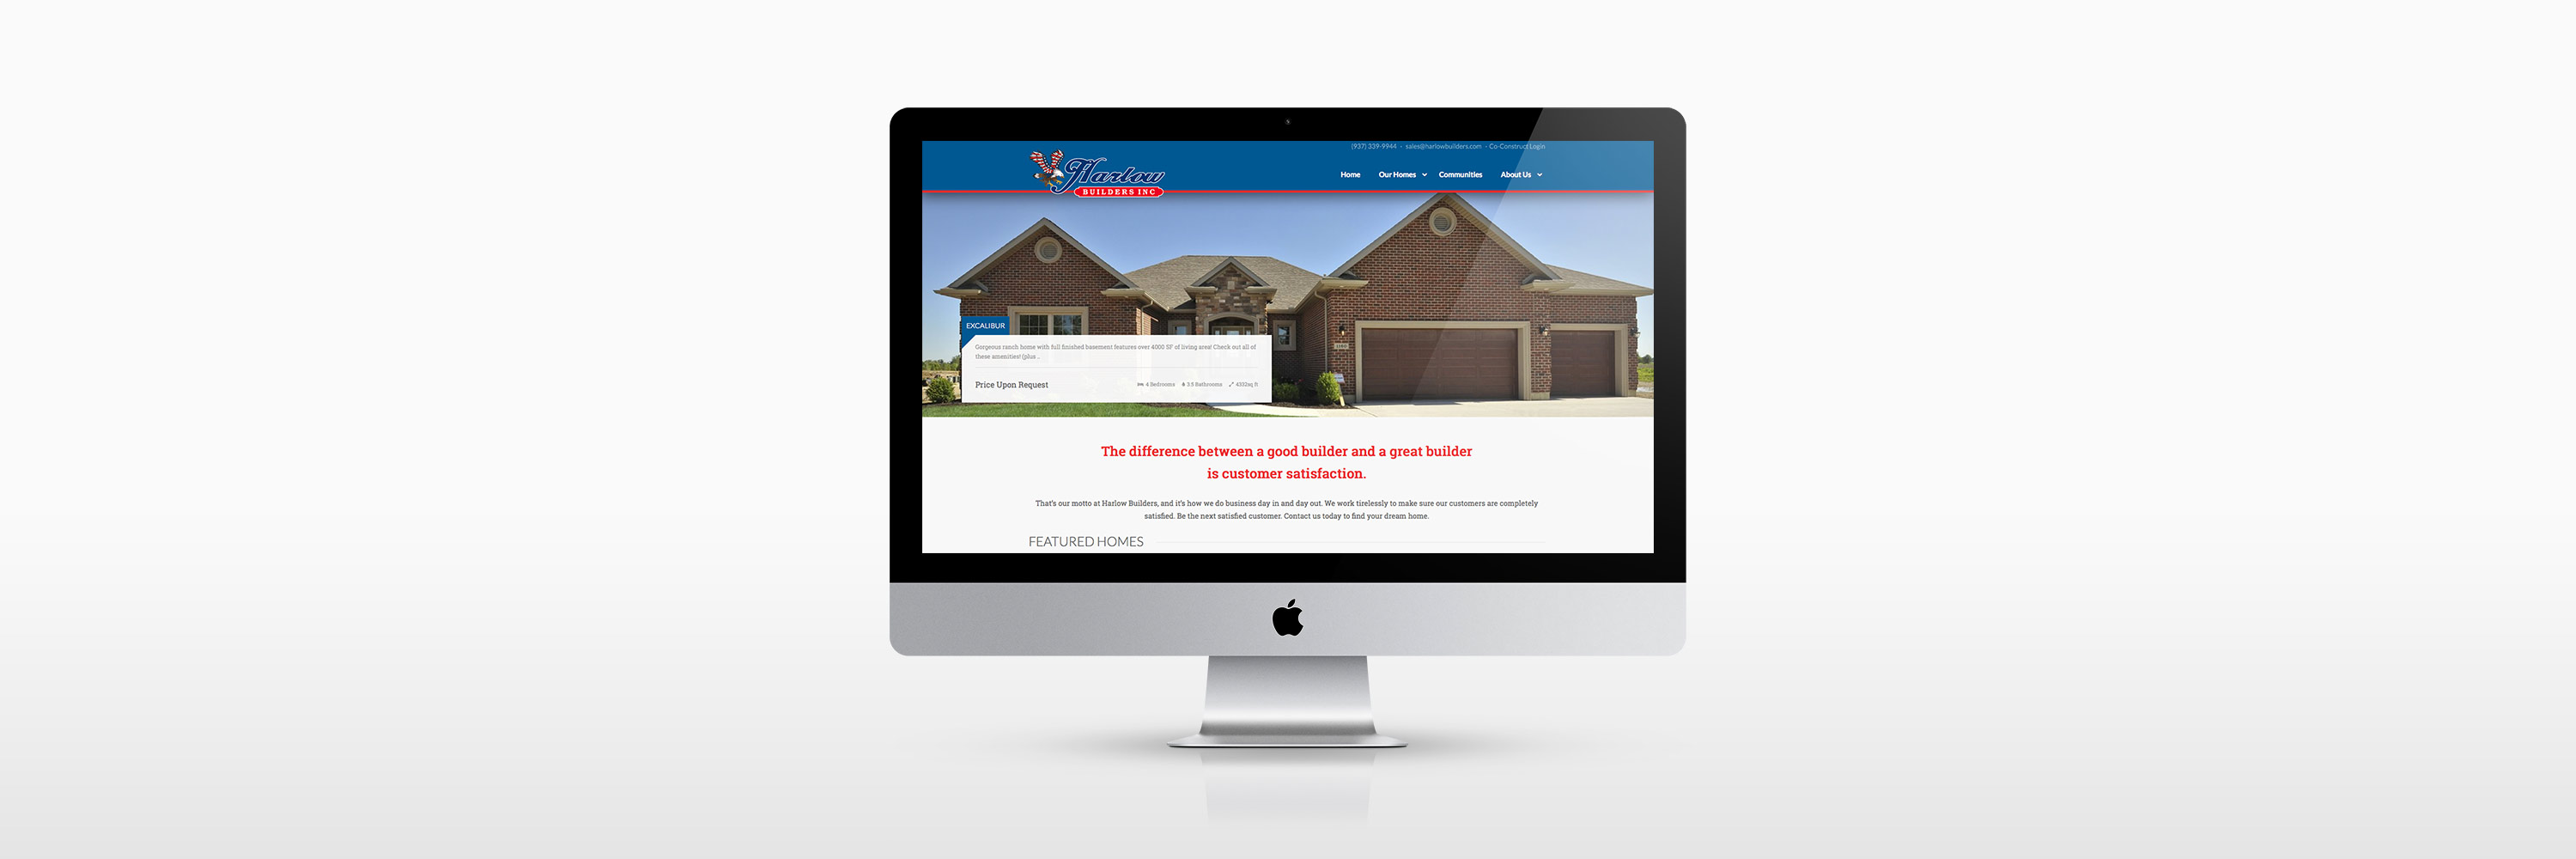 (937) 339-9944 - sales@harlowbuilders.com - Co-Construct Login
Harlow
BUILDERS INC
Home Our Homes Communities About Us
EXCALIBUR
Gorgeous ranch home with full finished basement features over 4000 SF of living area! Check out all of
these amenities! (plus ...
Price Upon Request 4 Bedrooms 3.5 Bathrooms
The difference between a good builder and a great builder
is customer satisfaction.
That's our motto at Harlow Builders, and it's how we do business day in and day out. We work tirelessly to make sure our customers are completely
satisfied. Be the next satisfied customer. Contact us today to find your dream home.
FEATURED HOMES